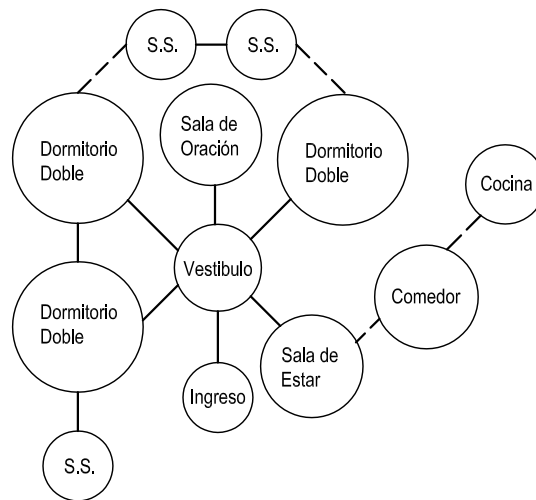 S.S.
S.S.
Sala de
Oración
Dormitorio
Doble
Dormitorio
Doble
Cocina
Vestibulo
Comedor
Dormitorio
Doble
Sala de
Estar
Ingreso
S.S.